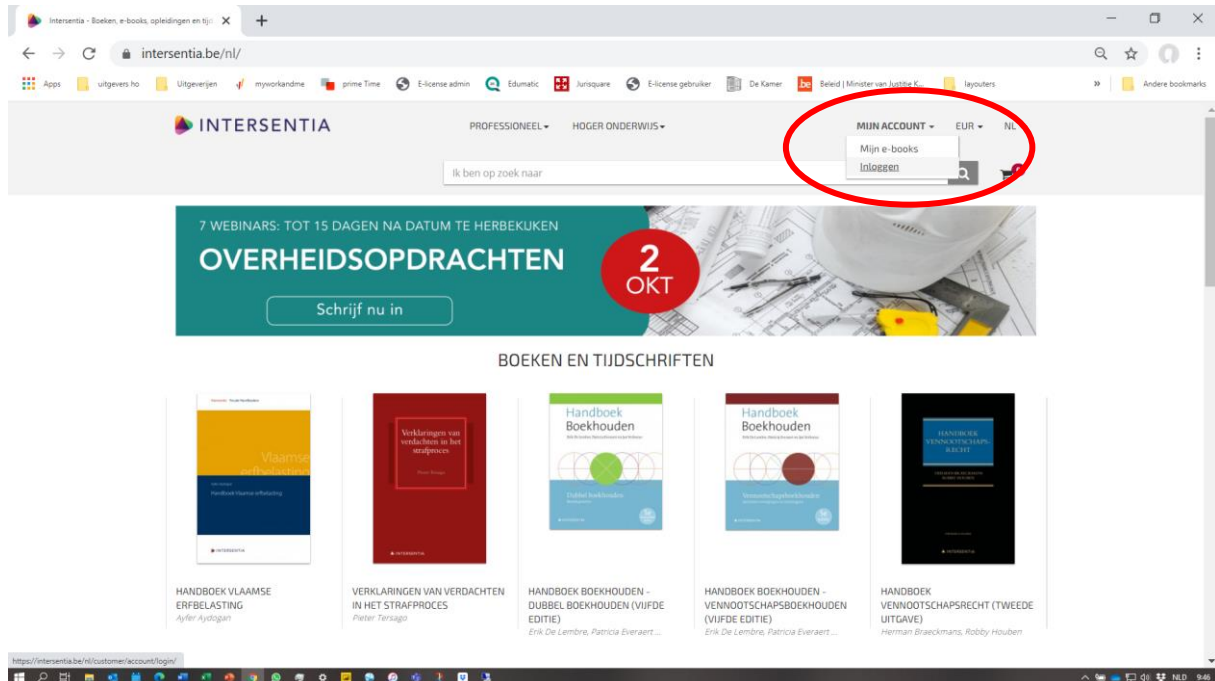 Intersentia - Boeken, e-books, opleidingen en tijd
intersentia.be/nl/
Apps uitgevers ho Uitgeverijen myworkandme prime Time E-license admin Edumatic Jurisquare E-license gebruiker De Kamer be Beleid | Minister van Justitie K... layouters » Andere bookmarks
INTERSENTIA
PROFESSIONEEL HOGER ONDERWIJS MIJN ACCOUNT EUR NL
Mijn e-books
Inloggen
Ik ben op zoek naar
7 WEBINARS: TOT 15 DAGEN NA DATUM TE HERBEKIJKEN
OVERHEIDSOPDRACHTEN
2
OKT
Schrijf nu in
BOEKEN EN TIJDSCHRIFTEN
Vlaamse
erfbelasting
Handboek Vlaamse erfbelasting
INTERSENTIA
Verklaringen van
verdachten in het
strafproces
Pieter Tersago
INTERSENTIA
Handboek
Boekhouden
Dubbel boekhouden
Handboek
Boekhouden
Vennootschapsboekhouden
HANDBOEK
VENNOOTSCHAPS-
RECHT
INTERSENTIA
HANDBOEK VLAAMSE
ERFBELASTING
Ayfer Aydogan
VERKLARINGEN VAN VERDACHTEN
IN HET STRAFPROCES
Pieter Tersago
HANDBOEK BOEKHOUDEN -
DUBBEL BOEKHOUDEN (VIJFDE
EDITIE)
Erik De Lembre, Patricia Everaert ...
HANDBOEK BOEKHOUDEN -
VENNOOTSCHAPSBOEKHOUDEN
(VIJFDE EDITIE)
Erik De Lembre, Patricia Everaert ...
HANDBOEK
VENNOOTSCHAPSRECHT (TWEEDE
UITGAVE)
Herman Braeckmans, Robby Houben
https://intersentia.be/nl/customer/account/login/
NLD 9:46